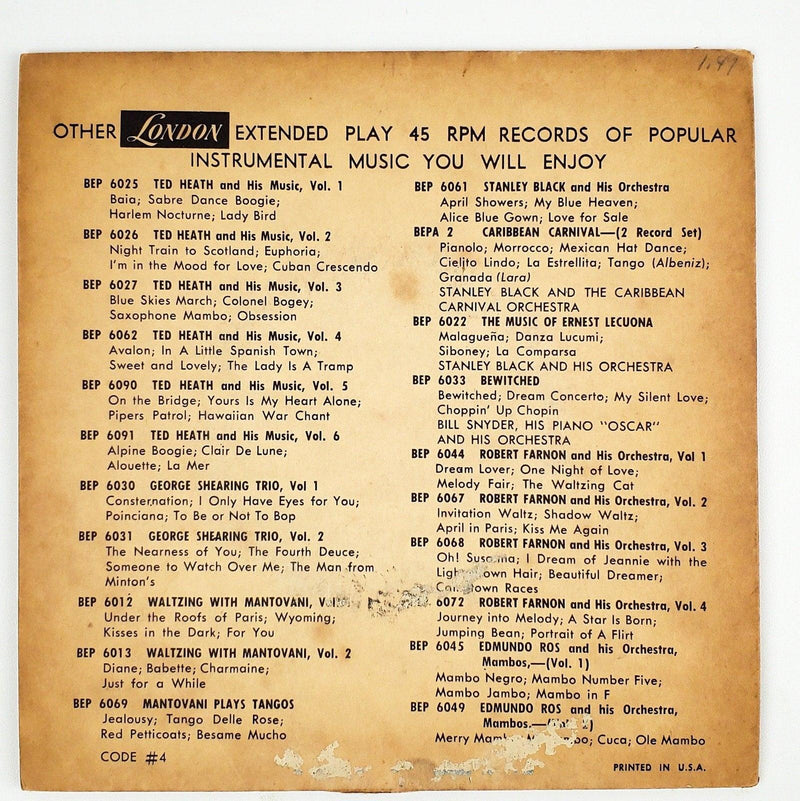 1.49
OTHER LONDON EXTENDED PLAY 45 RPM RECORDS OF POPULAR
INSTRUMENTAL MUSIC YOU WILL ENJOY
BEP 6025 TED HEATH and His Music, Vol. 1
Baia; Sabre Dance Boogie;
Harlem Nocturne; Lady Bird
BEP 6026 TED HEATH and His Music, Vol. 2
Night Train to Scotland; Euphoria;
I'm in the Mood for Love; Cuban Crescendo
BEP 6027 TED HEATH and His Music, Vol. 3
Blue Skies March; Colonel Bogey;
Saxophone Mambo; Obsession
BEP 6062 TED HEATH and His Music, Vol. 4
Avalon; In A Little Spanish Town;
Sweet and Lovely; The Lady Is A Tramp
BEP 6090 TED HEATH and His Music, Vol. 5
On the Bridge; Yours Is My Heart Alone;
Pipers Patrol; Hawaiian War Chant
BEP 6091 TED HEATH and His Music, Vol. 6
Alpine Boogie; Clair De Lune;
Alouette; La Mer
BEP 6030 GEORGE SHEARING TRIO, Vol 1
Consternation; I Only Have Eyes for You;
Poinciana; To Be or Not To Bop
BEP 6031 GEORGE SHEARING TRIO, Vol. 2
The Nearness of You; The Fourth Deuce;
Someone to Watch Over Me; The Man from
Minton's
BEP 6012 WALTZING WITH MANTOVANI,
Under the Roofs of Paris; Wyoming;
Kisses in the Dark; For You
BEP 6013 WALTZING WITH MANTOVANI, Vol. 2
Diane; Babette; Charmaine;
Just for a While
BEP 6069 MANTOVANI PLAYS TANGOS
Jealousy; Tango Delle Rose;
Red Petticoats; Besame Mucho
CODE #4
BEP 6061 STANLEY BLACK and His Orchestra
April Showers; My Blue Heaven;
Alice Blue Gown; Love for Sale
BEPA 2 CARIBBEAN CARNIVAL—(2 Record Set)
Pianolo; Morrocco; Mexican Hat Dance;
Cielito Lindo; La Estrellita; Tango (Albeniz);
Granada (Lara)
STANLEY BLACK AND THE CARIBBEAN
CARNIVAL ORCHESTRA
BEP 6022 THE MUSIC OF ERNEST LECUONA
Malagueña; Danza Lucumi;
Siboney; La Comparsa
STANLEY BLACK AND HIS ORCHESTRA
BEP 6033 BEWITCHED
Bewitched; Dream Concerto; My Silent Love;
Choppin' Up Chopin
BILL SNYDER, HIS PIANO "OSCAR"
AND HIS ORCHESTRA
BEP 6044 ROBERT FARNON and His Orchestra, Vol 1
Dream Lover; One Night of Love;
Melody Fair; The Waltzing Cat
BEP 6067 ROBERT FARNON and His Orchestra, Vol. 2
Invitation Waltz; Shadow Waltz;
April in Paris; Kiss Me Again
BEP 6068 ROBERT FARNON and His Orchestra, Vol. 3
Oh! Susanna; I Dream of Jeannie with the
Hair; Beautiful Dreamer;
Races
6072 ROBERT FARNON and His Orchestra, Vol. 4
Journey into Melody; A Star Is Born;
Jumping Bean; Portrait of A Flirt
BEP 6045 EDMUNDO ROS and his Orchestra,
Mambos,—(Vol. 1)
Mambo Negro; Mambo Number Five;
Mambo Jambo; Mambo in F
BEP 6049 EDMUNDO ROS and his Orchestra,
Mambos.—(Vol. 2)
Merry Cuca; Ole Mambo
PRINTED IN U.S.A.